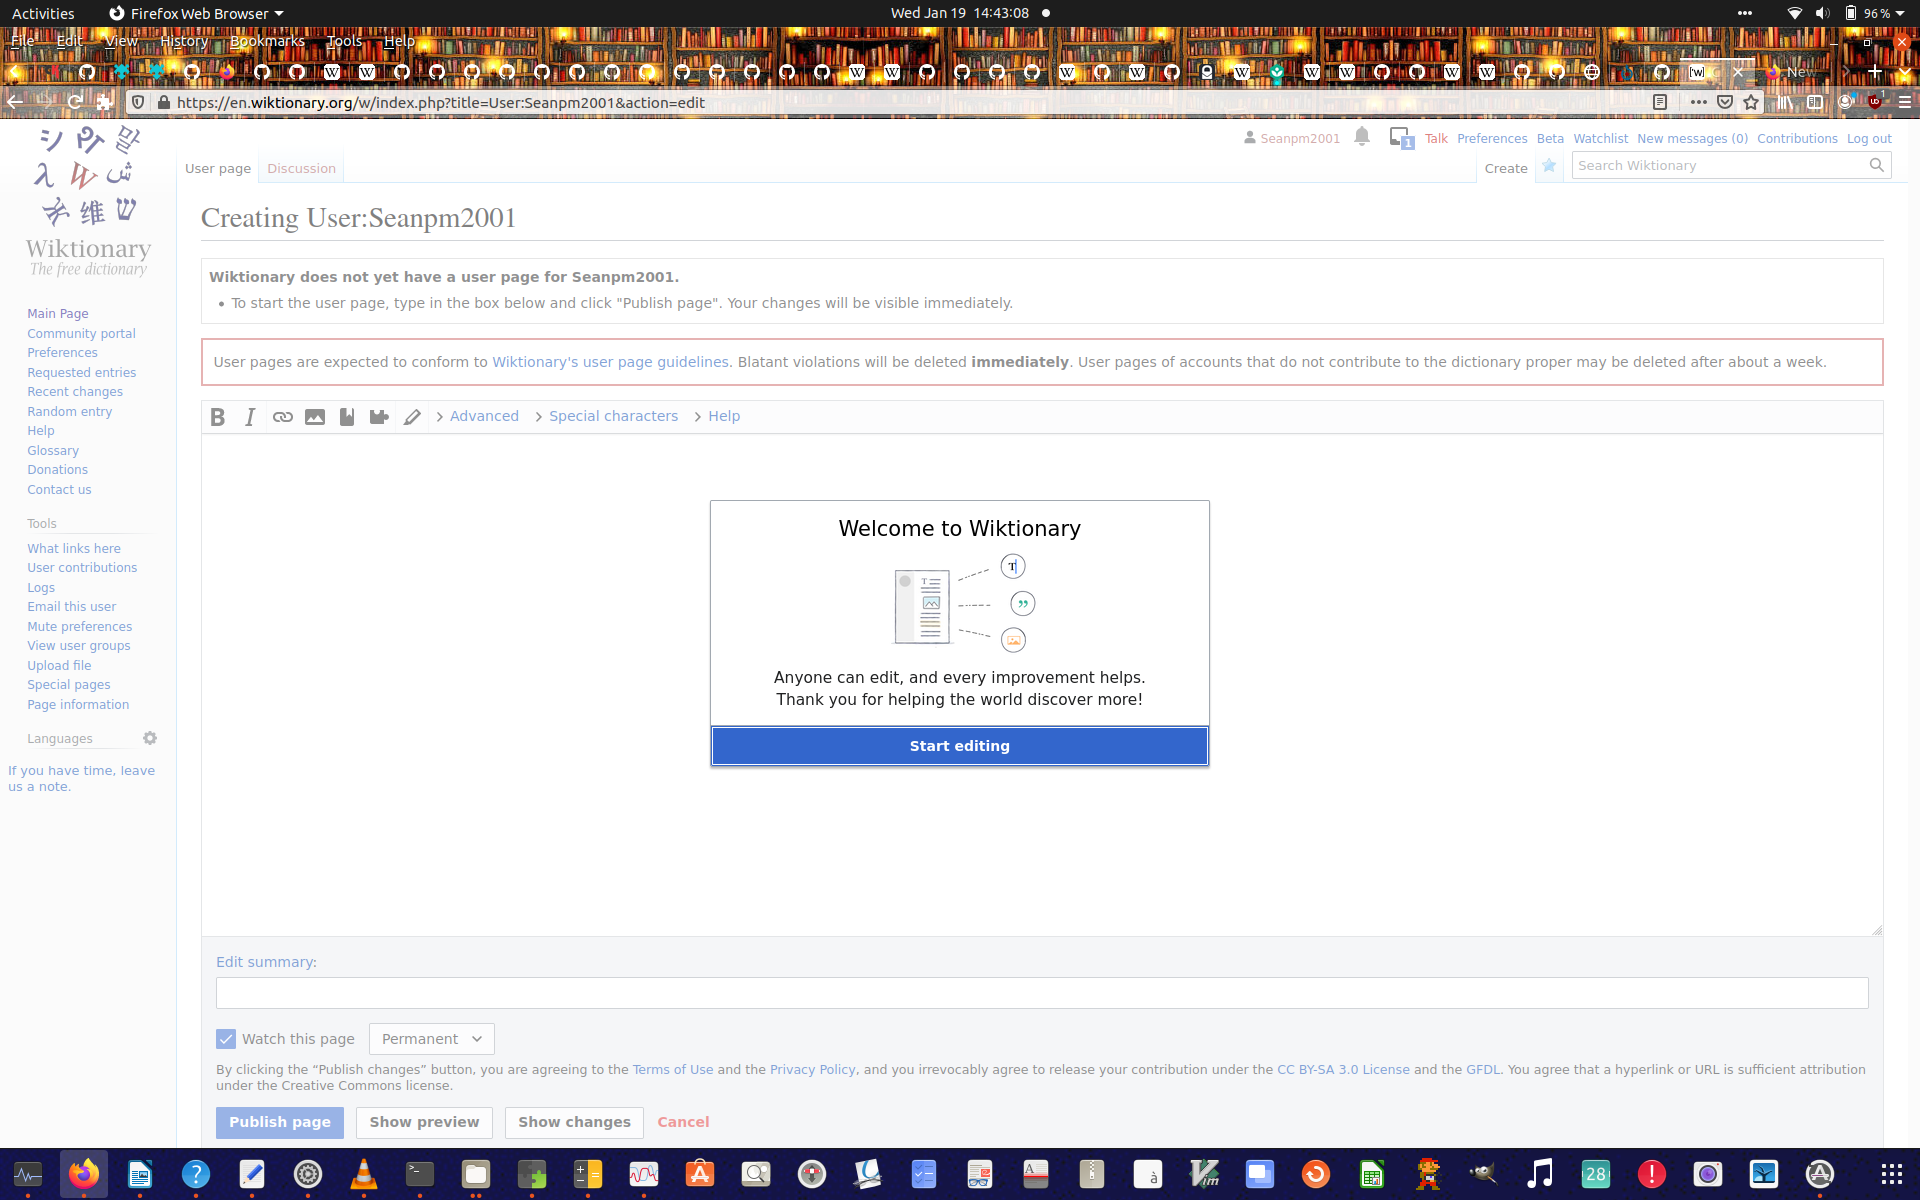 Activities
Firefox Web Browser
Wed Jan 19 14:43:08
96 %
File Edit View History Bookmarks Tools Help
New
https://en.wiktionary.org/w/index.php?title=User:Seanpm2001&action=edit
Seanpm2001 1 Talk Preferences Beta Watchlist New messages (0) Contributions Log out
User page Discussion Create Search Wiktionary
Wiktionary
The free dictionary
Main Page
Community portal
Preferences
Requested entries
Recent changes
Random entry
Help
Glossary
Donations
Contact us
Tools
What links here
User contributions
Logs
Email this user
Mute preferences
View user groups
Upload file
Special pages
Page information
Languages
If you have time, leave
us a note.
Creating User:Seanpm2001
Wiktionary does not yet have a user page for Seanpm2001.
• To start the user page, type in the box below and click "Publish page". Your changes will be visible immediately.
User pages are expected to conform to Wiktionary's user page guidelines. Blatant violations will be deleted immediately. User pages of accounts that do not contribute to the dictionary proper may be deleted after about a week.
B I Advanced Special characters Help
Welcome to Wiktionary
Anyone can edit, and every improvement helps.
Thank you for helping the world discover more!
Start editing
Edit summary:
Watch this page Permanent
By clicking the “Publish changes” button, you are agreeing to the Terms of Use and the Privacy Policy, and you irrevocably agree to release your contribution under the CC BY-SA 3.0 License and the GFDL. You agree that a hyperlink or URL is sufficient attribution
under the Creative Commons license.
Publish page Show preview Show changes Cancel
28